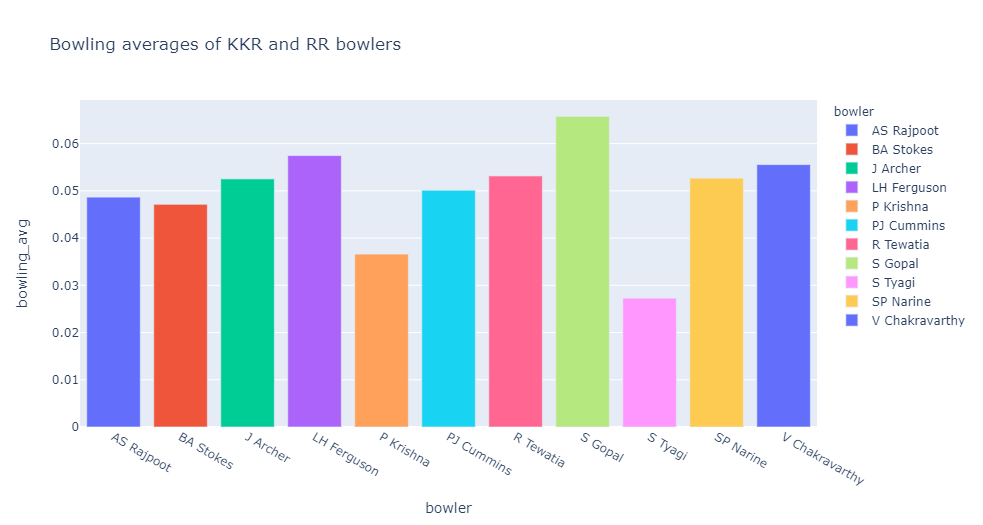 Bowling averages of KKR and RR bowlers
bowling_avg
0.06
0.05
0.04
0.03
0.02
0.01
0
AS Rajpoot
BA Stokes
J Archer
LH Ferguson
P Krishna
PJ Cummins
R Tewatia
S Gopal
S Tyagi
SP Narine
V Chakravarthy
bowler
bowler
AS Rajpoot
BA Stokes
J Archer
LH Ferguson
P Krishna
PJ Cummins
R Tewatia
S Gopal
S Tyagi
SP Narine
V Chakravarthy